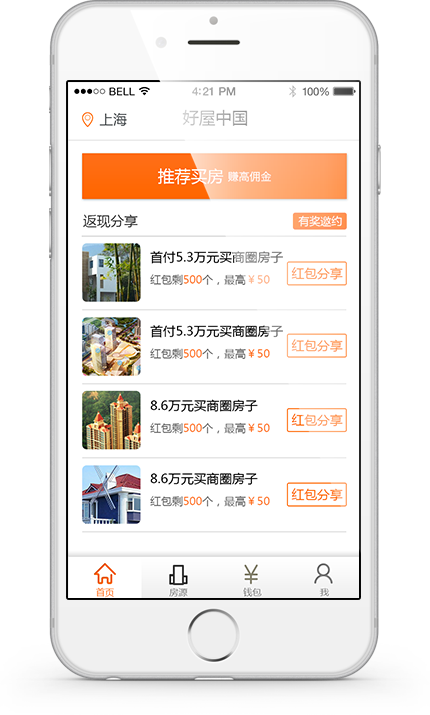 BELL 4:21 PM 100%
上海 好屋中国
推荐买房 赚高佣金
返现分享 有奖邀约
首付5.3万元买商圈房子
红包剩500个，最高￥50 红包分享
首付5.3万元买商圈房子
红包剩500个，最高￥50 红包分享
8.6万元买商圈房子
红包剩500个，最高￥50 红包分享
8.6万元买商圈房子
红包剩500个，最高￥50 红包分享
首页 房源 钱包 我